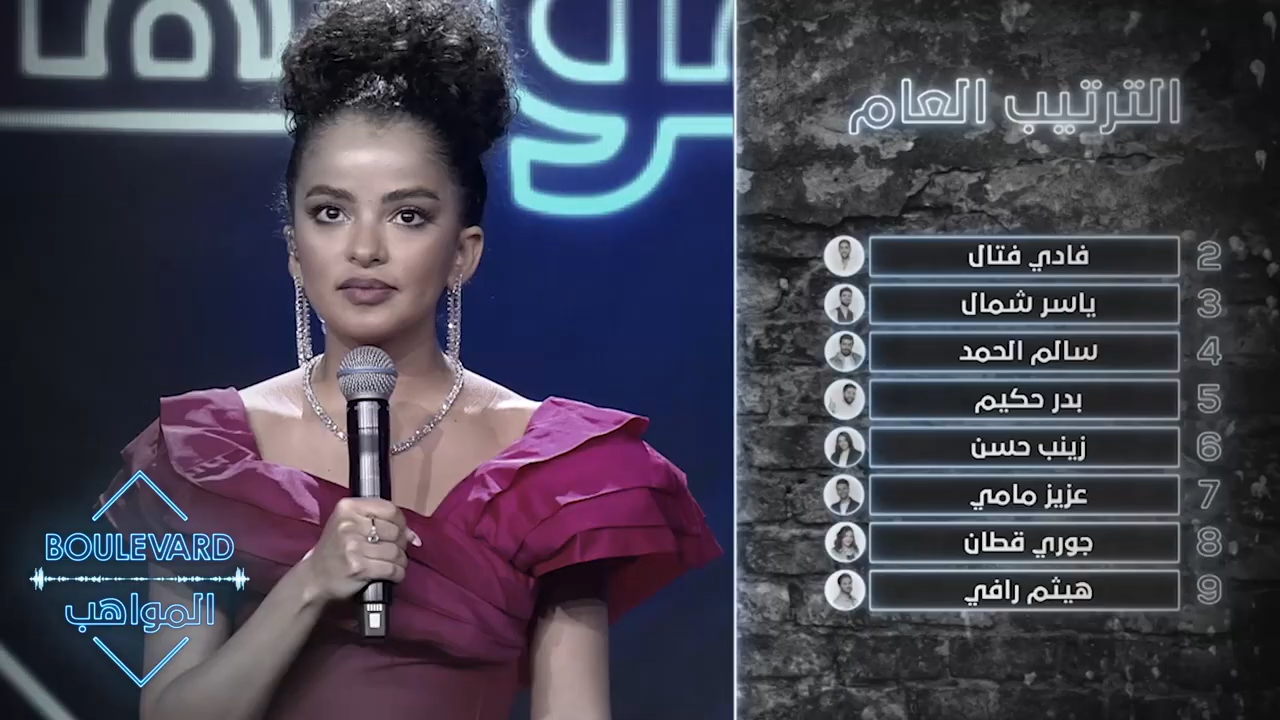 الترتيب العام
فادي فتال 2
ياسر شمال 3
سالم الحمد 4
بدر حكيم 5
زينب حسن 6
عزيز مامي 7
جوري قطان 8
هيثم رافي 9
BOULEVARD
المواهب